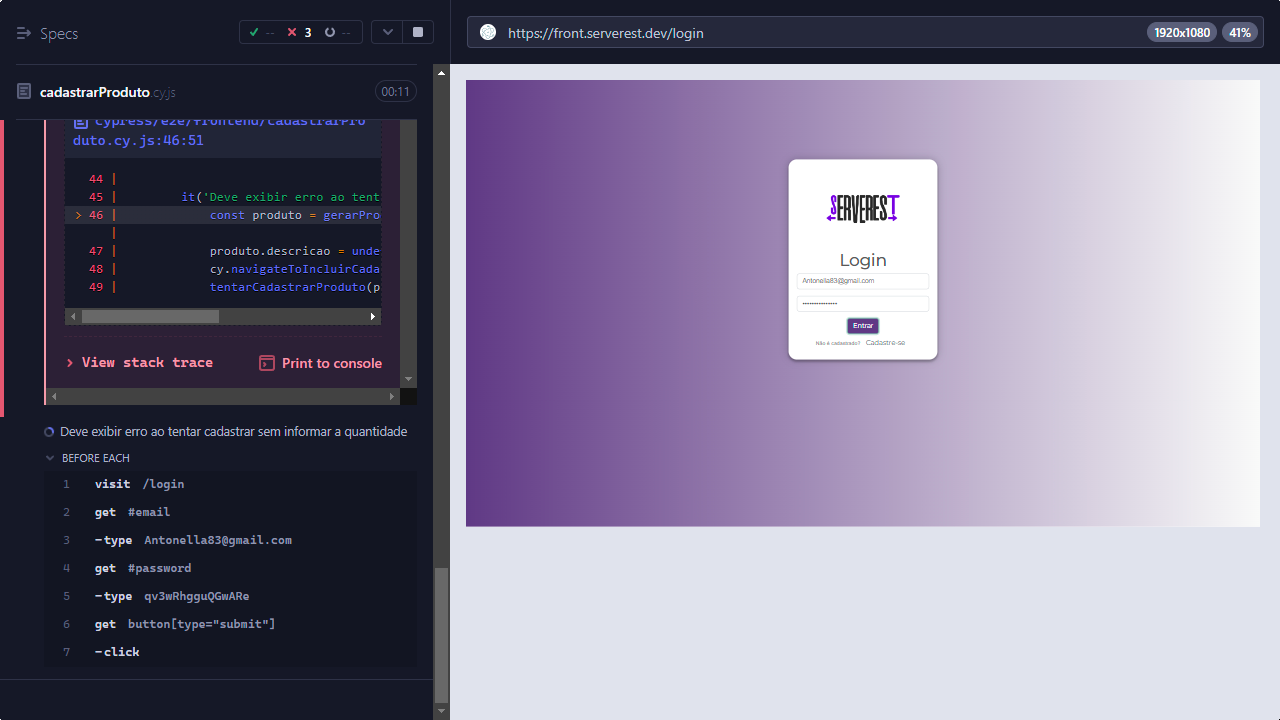 Specs
-- 3 --
https://front.serverest.dev/login
1920x1080
41%
cadastrarProduto.cy.js
00:11
cypress/e2e/frontend/cadastrarPro
duto.cy.js:46:51
44 |
45 | it('Deve exibir erro ao tent
> 46 | const produto = gerarPro
|
47 | produto.descricao = unde
48 | cy.navigateToIncluirCada
49 | tentarCadastrarProduto(p
> View stack trace
Print to console
Deve exibir erro ao tentar cadastrar sem informar a quantidade
BEFORE EACH
1 visit /login
2 get #email
3 -type Antonella83@gmail.com
4 get #password
5 -type qv3wRhgguQGwARe
6 get button[type="submit"]
7 -click
SERVEREST
Login
Antonella83@gmail.com
•••••••••••••••
Entrar
Não é cadastrado? Cadastre-se